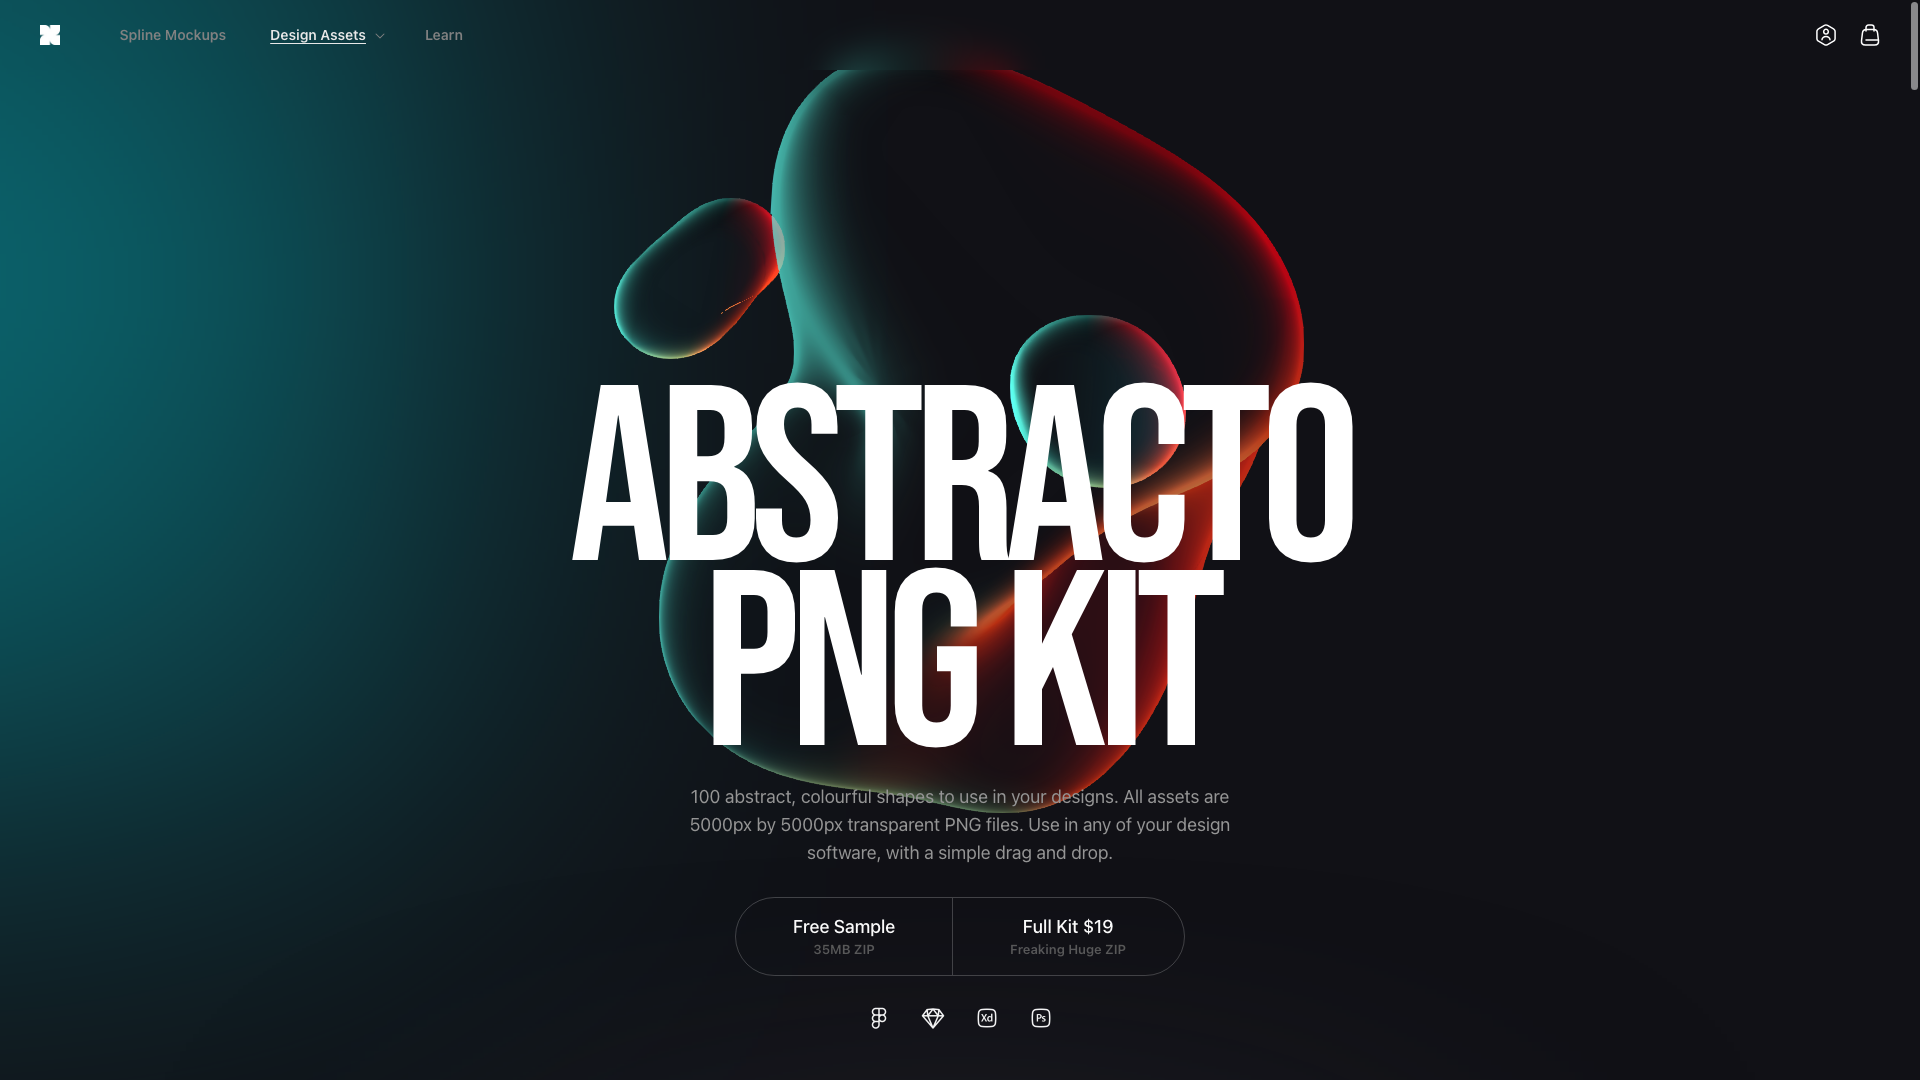 Spline Mockups
Design Assets
Learn
ABSTRACTO
PNG KIT
100 abstract, colourful shapes to use in your designs. All assets are
5000px by 5000px transparent PNG files. Use in any of your design
software, with a simple drag and drop.
Free Sample
35MB ZIP
Full Kit $19
Freaking Huge ZIP
Xd
Ps